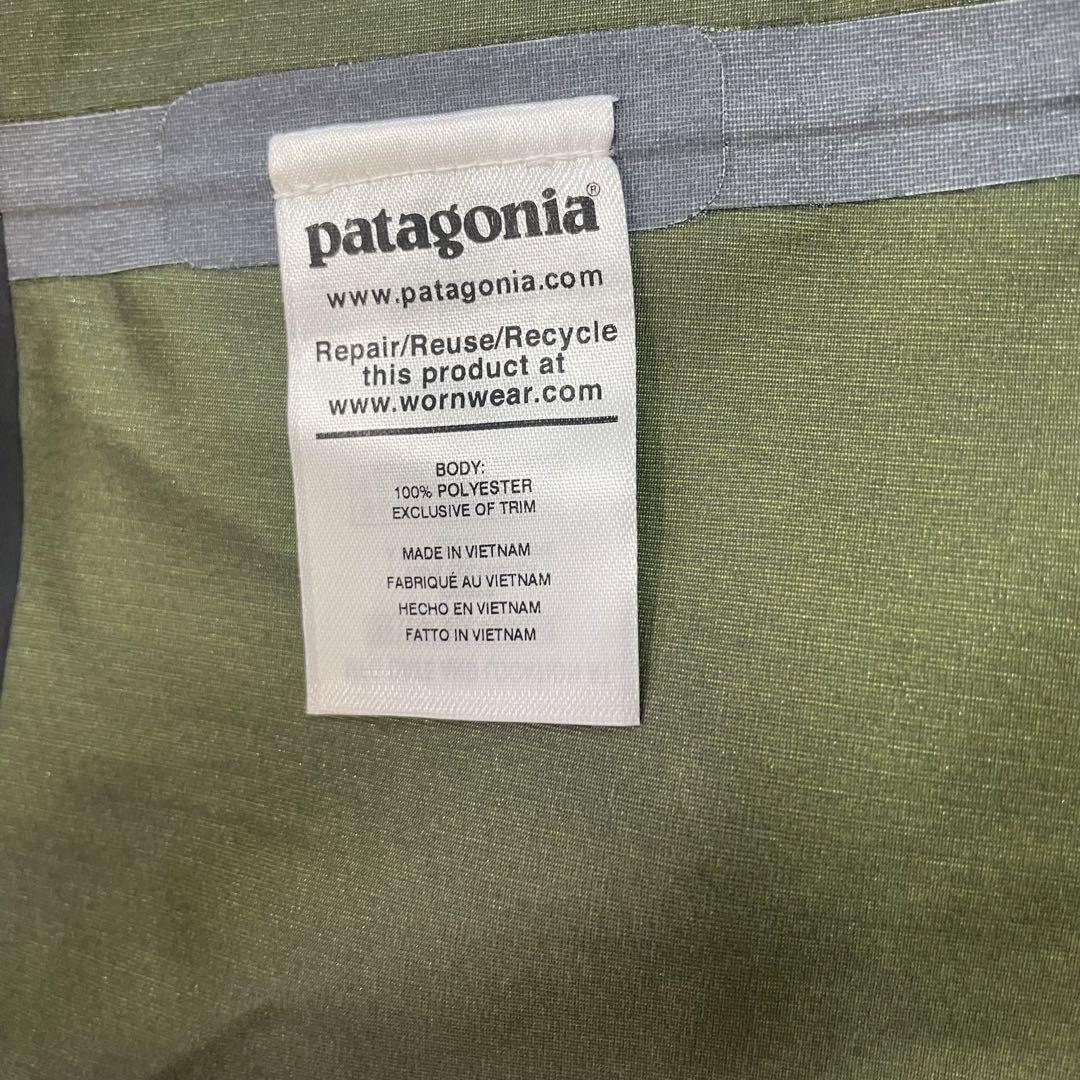 patagonia®
www.patagonia.com
Repair/Reuse/Recycle
this product at
www.wornwear.com
BODY:
100% POLYESTER
EXCLUSIVE OF TRIM
MADE IN VIETNAM
FABRIQUÉ AU VIETNAM
HECHO EN VIETNAM
FATTO IN VIETNAM